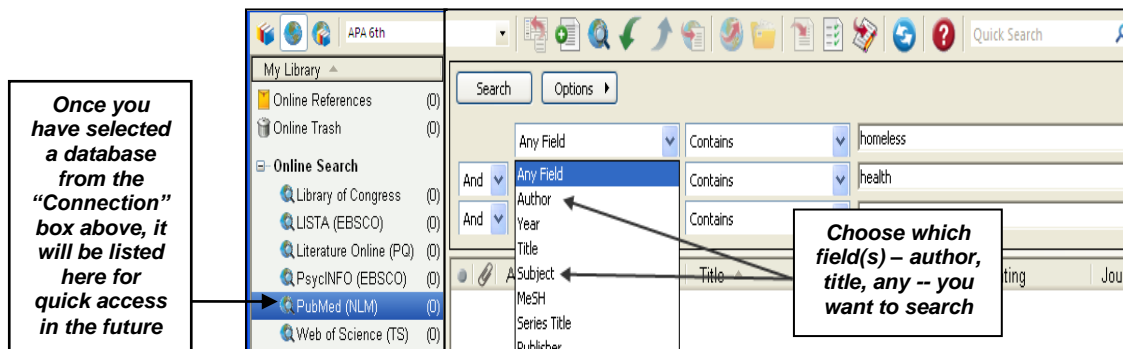 APA 6th
Quick Search
My Library
Online References (0)
Online Trash (0)
Online Search
Library of Congress (0)
LISTA (EBSCO) (0)
Literature Online (PQ) (0)
PsycINFO (EBSCO) (0)
PubMed (NLM) (0)
Web of Science (TS) (0)
Once you
have selected
a database
from the
“Connection”
box above, it
will be listed
here for
quick access
in the future
Search Options
Any Field Contains homeless
And Contains health
And Contains
Any Field
Author
Year
Title
Subject
MeSH
Series Title
Publisher
A Title ting Jou
Choose which
field(s) – author,
title, any -- you
want to search